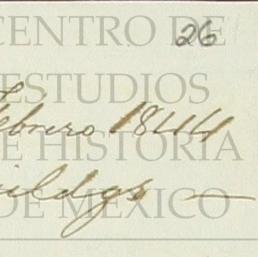 CENTRO DE
26
ESTUDIOS
Febrero 1844
DE HISTORIA
DE MEXICO